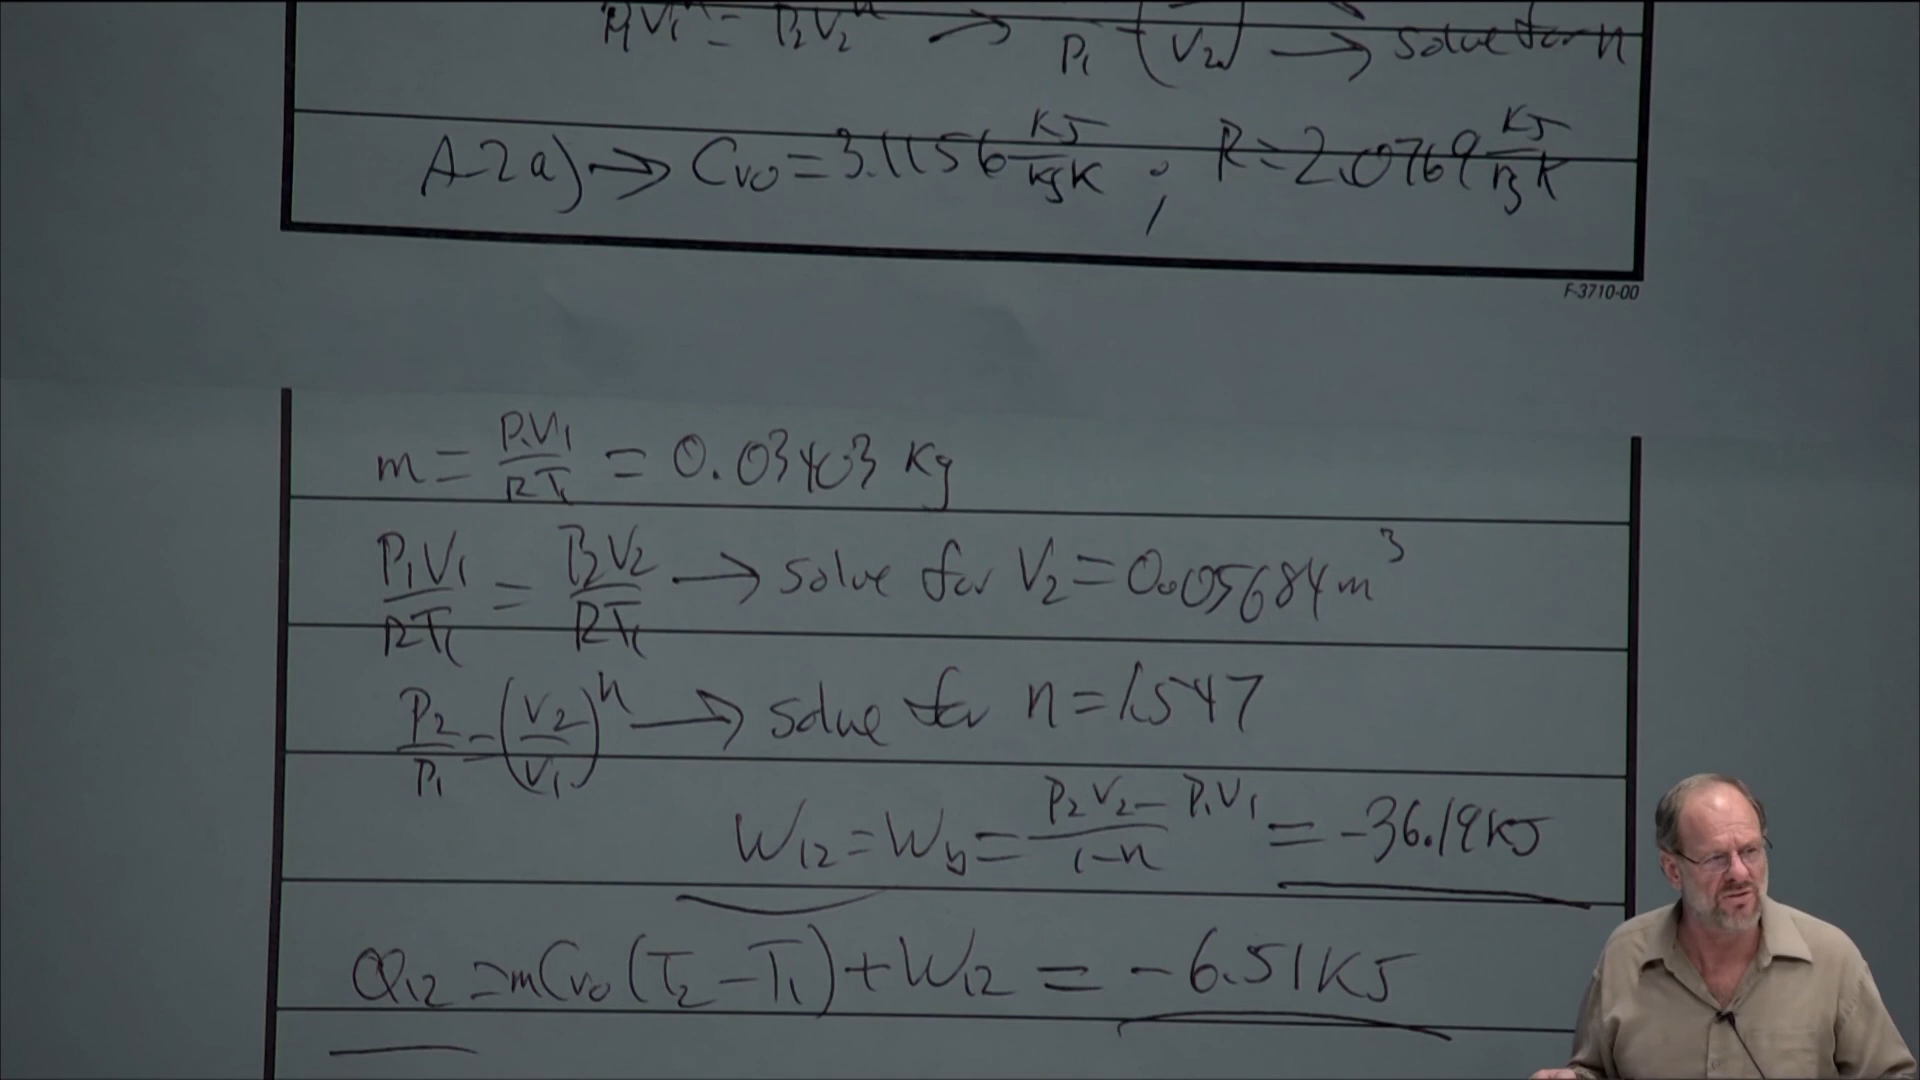 P₁V₁ⁿ = P₂V₂ⁿ → P₁ = ( V₂ ) → solve for n
A-2a) → Cv₀ = 3.1156 KJ/kgK ; R = 2.0769 KJ/kgK
F-3710-00
m = P₁V₁/RT₁ = 0.03403 kg
P₁V₁/RT₁ = P₂V₂/RT₁ → solve for V₂ = 0.05684 m³
P₂/P₁ = (V₂/V₁)ⁿ → solve for n = 1.547
W₁₂ = W_b = P₂V₂ - P₁V₁/1-n = -36.19 KJ
Q₁₂ = mCv₀(T₂ - T₁) + W₁₂ = -6.51 KJ